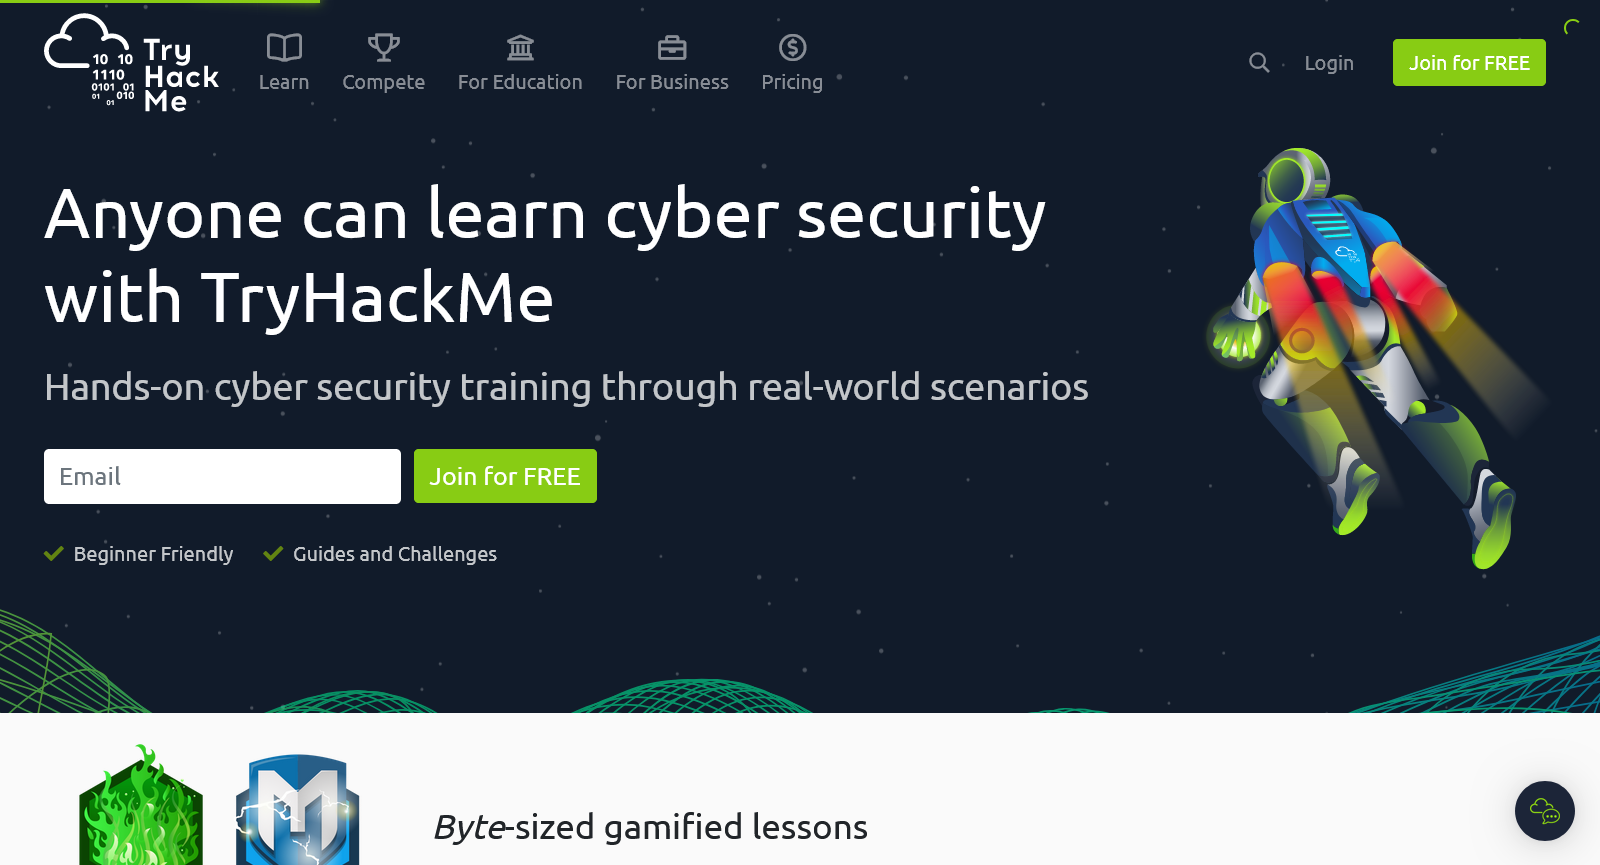 10 10
1110
0101 01
01 010
01
Try
Hack
Me
Learn
Compete
For Education
For Business
Pricing
Login
Join for FREE
Anyone can learn cyber security
with TryHackMe
Hands-on cyber security training through real-world scenarios
Email
Join for FREE
Beginner Friendly
Guides and Challenges
M
Byte-sized gamified lessons